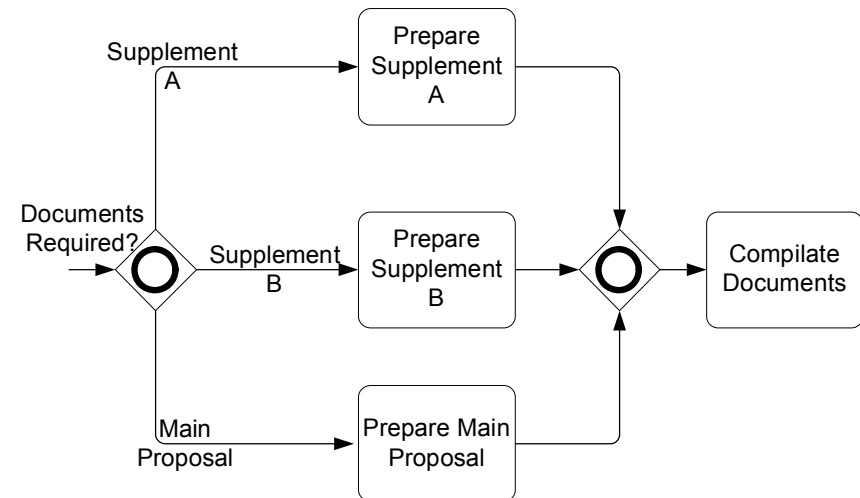 Supplement
A
Prepare
Supplement
A
Documents
Required?
Supplement
B
Prepare
Supplement
B
Compilate
Documents
Main
Proposal
Prepare Main
Proposal